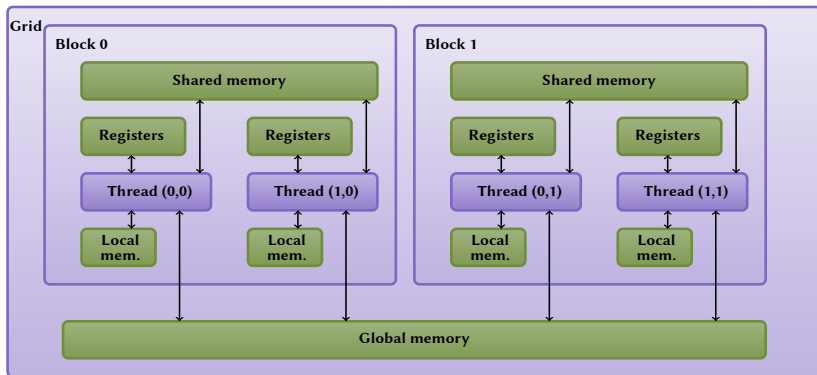 Grid
Block 0
Shared memory
Registers
Registers
Thread (0,0)
Thread (1,0)
Local
mem.
Local
mem.
Block 1
Shared memory
Registers
Registers
Thread (0,1)
Thread (1,1)
Local
mem.
Local
mem.
Global memory